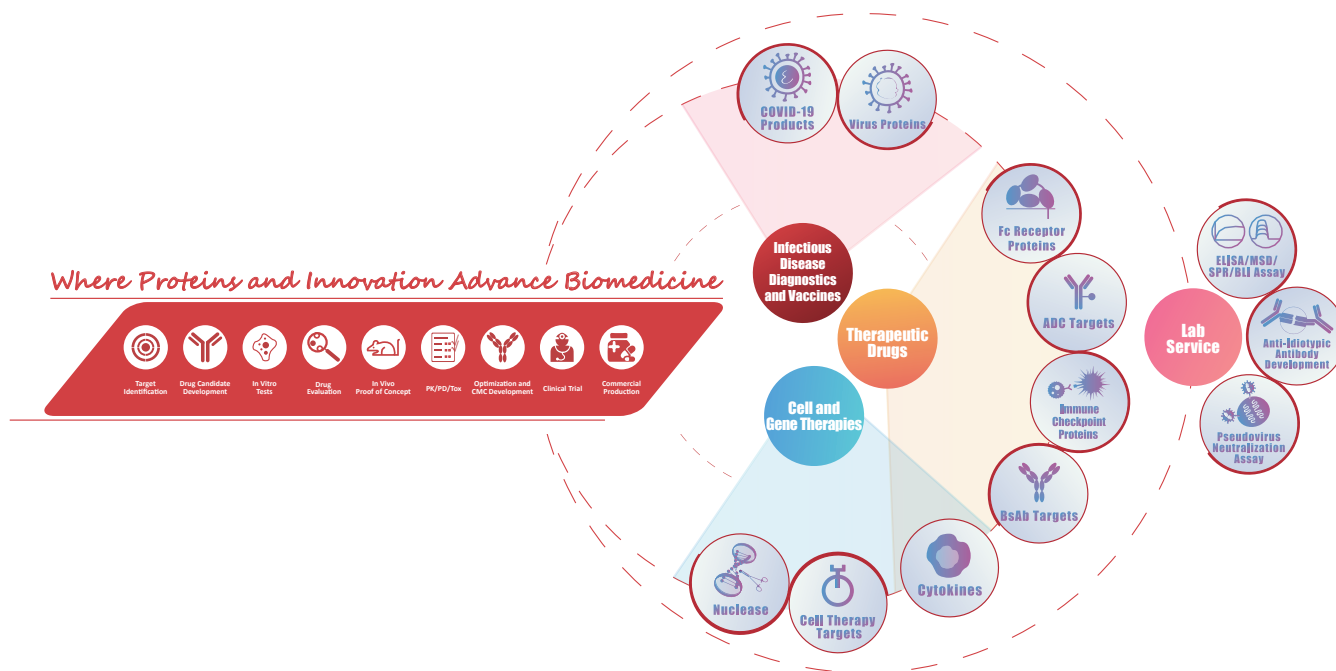 Where Proteins and Innovation Advance Biomedicine
Target
Identification
Drug Candidate
Development
In Vitro
Tests
Drug
Evaluation
In Vivo
Proof of Concept
PK/PD/Tox
Optimization and
CMC Development
Clinical Trial
Commercial
Production
Infectious
Disease
Diagnostics
and Vaccines
Therapeutic
Drugs
Cell and
Gene Therapies
COVID-19
Products
Virus Proteins
Fc Receptor
Proteins
ADC Targets
Immune
Checkpoint
Proteins
BsAb Targets
Cytokines
Cell Therapy
Targets
Nuclease
Lab
Service
ELISA/MSD/
SPR/BLI Assay
Anti-Idiotypic
Antibody
Development
Pseudovirus
Neutralization
Assay